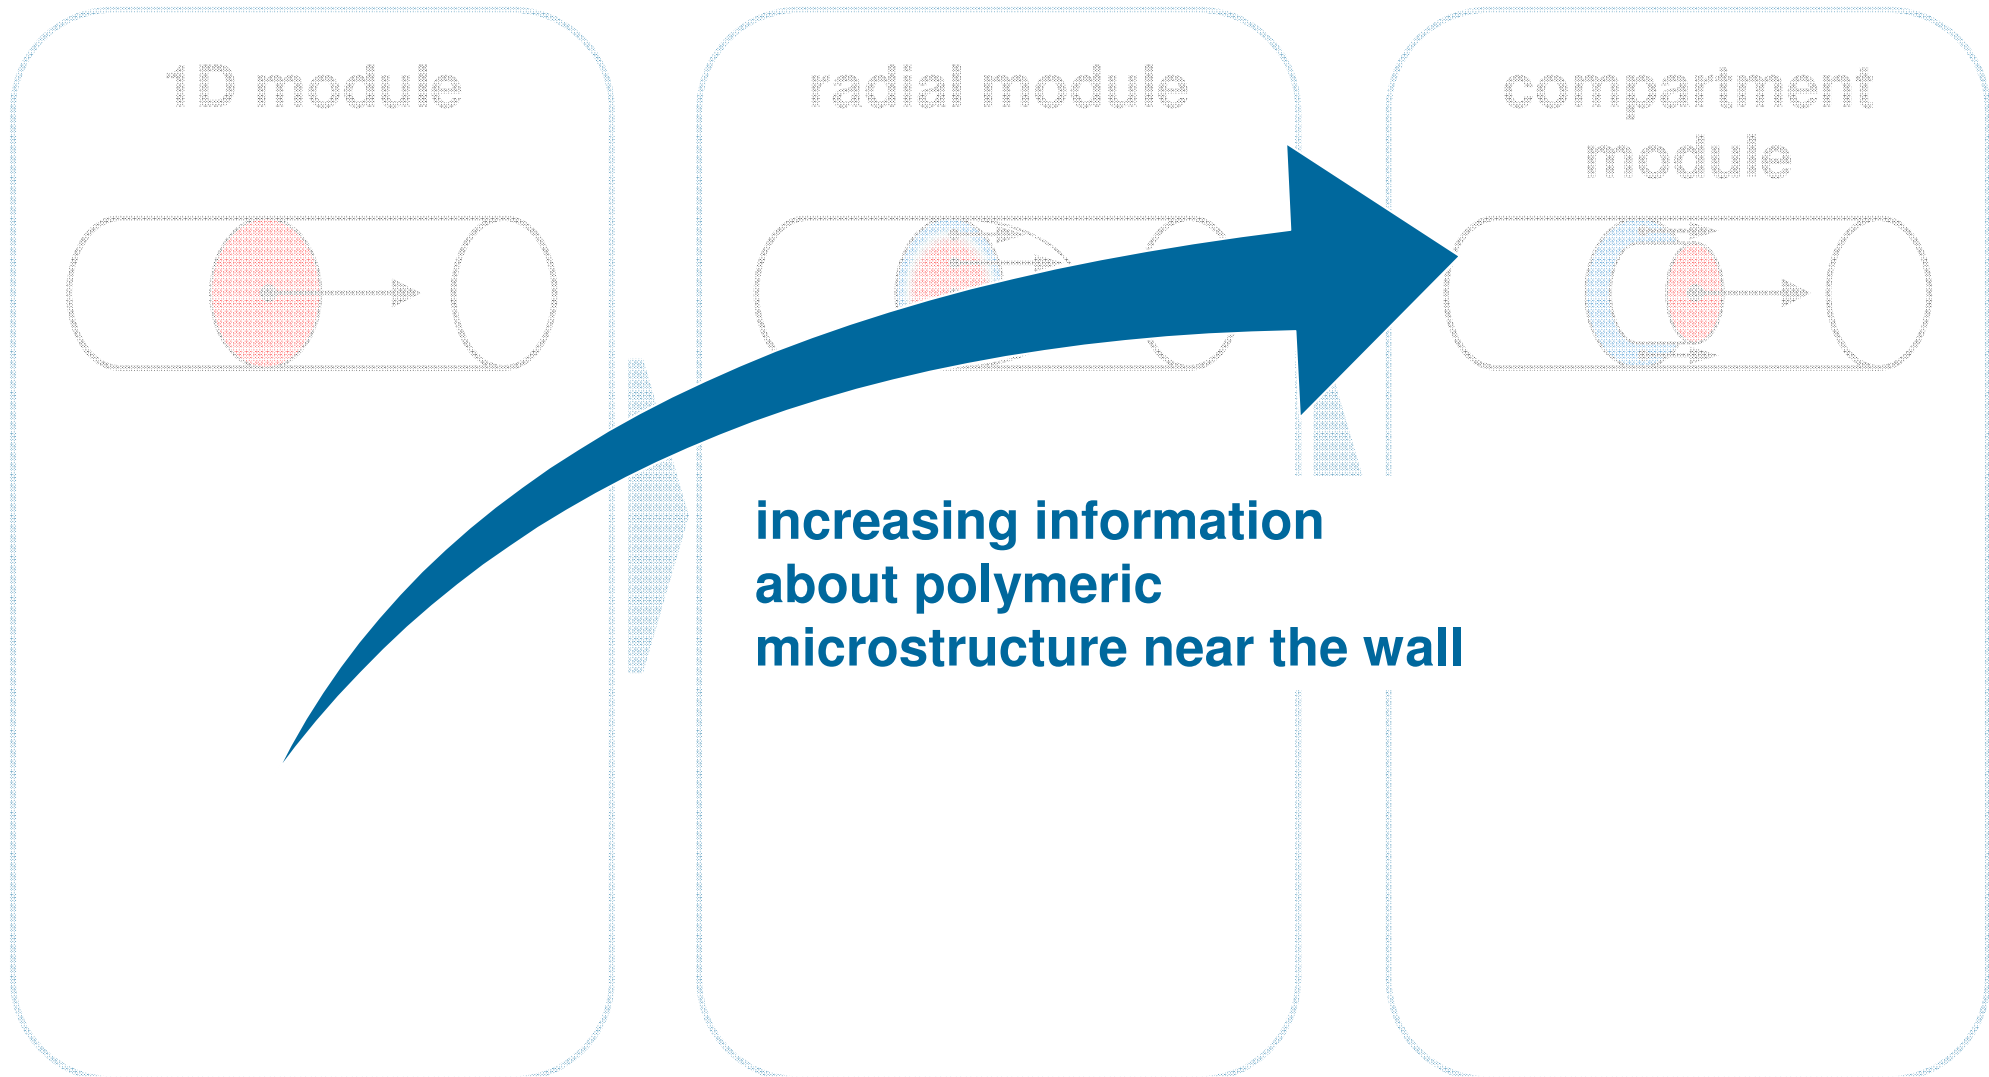 1D module
radial module
compartment
module
increasing information
about polymeric
microstructure near the wall